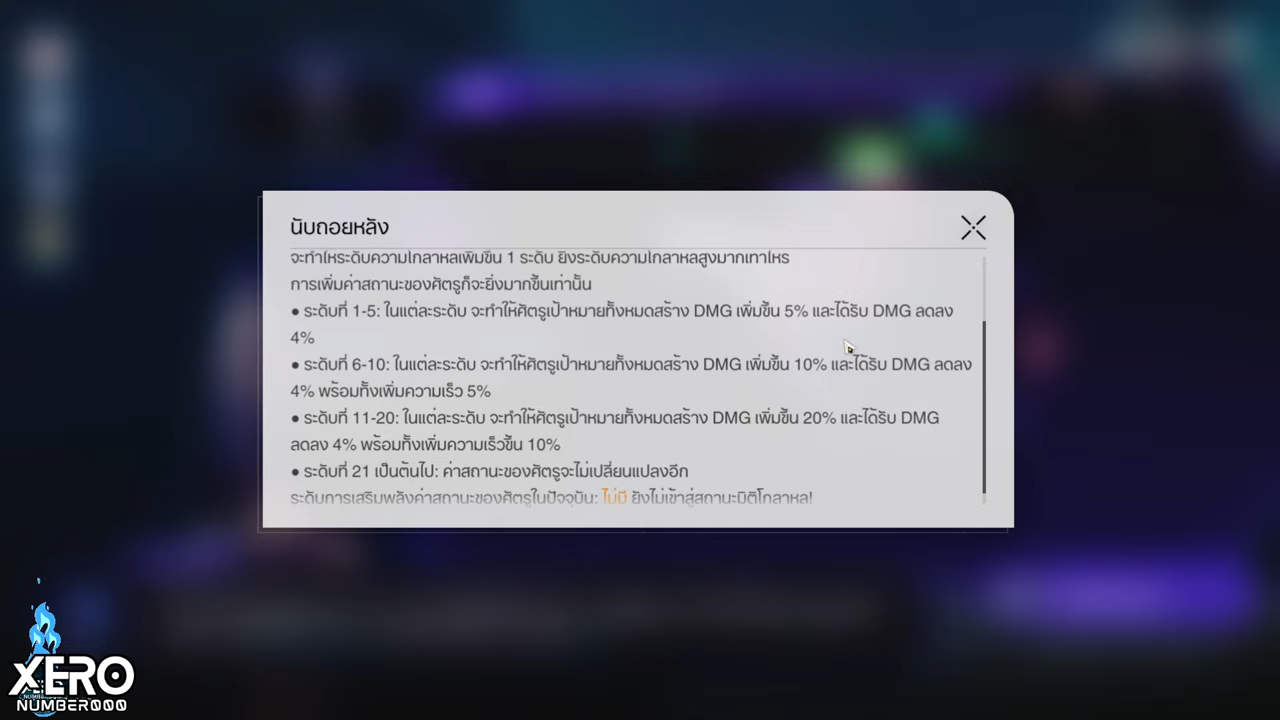 นับถอยหลัง
จะทำให้ระดับความโกลาหลเพิ่มขึ้น 1 ระดับ ยิ่งระดับความโกลาหลสูงมากเท่าไหร่
การเพิ่มค่าสถานะของศัตรูก็จะยิ่งมากขึ้นเท่านั้น
● ระดับที่ 1-5: ในแต่ละระดับ จะทำให้ศัตรูเป้าหมายทั้งหมดสร้าง DMG เพิ่มขึ้น 5% และได้รับ DMG ลดลง
4%
● ระดับที่ 6-10: ในแต่ละระดับ จะทำให้ศัตรูเป้าหมายทั้งหมดสร้าง DMG เพิ่มขึ้น 10% และได้รับ DMG ลดลง
4% พร้อมทั้งเพิ่มความเร็ว 5%
● ระดับที่ 11-20: ในแต่ละระดับ จะทำให้ศัตรูเป้าหมายทั้งหมดสร้าง DMG เพิ่มขึ้น 20% และได้รับ DMG
ลดลง 4% พร้อมทั้งเพิ่มความเร็วขึ้น 10%
● ระดับที่ 21 เป็นต้นไป: ค่าสถานะของศัตรูจะไม่เปลี่ยนแปลงอีก
ระดับการเสริมพลังค่าสถานะของศัตรูในปัจจุบัน: ไม่มี ยังไม่เข้าสู่สถานะมิติโกลาหล!
XERO
NUMBER000